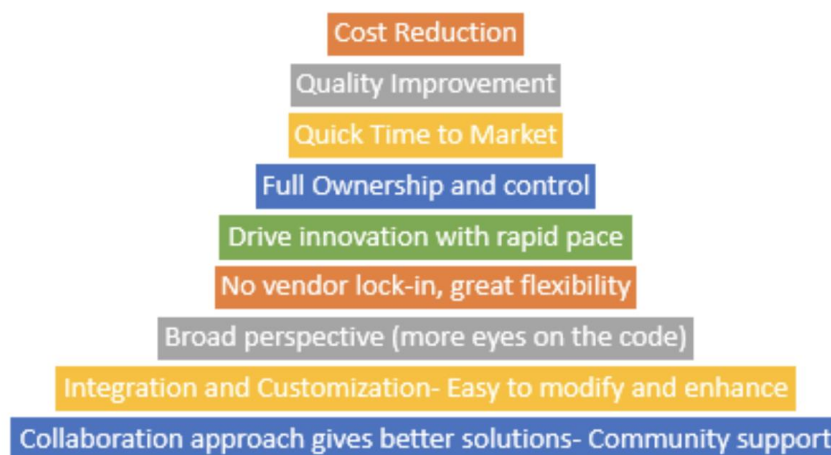 Cost Reduction
Quality Improvement
Quick Time to Market
Full Ownership and control
Drive innovation with rapid pace
No vendor lock-in, great flexibility
Broad perspective (more eyes on the code)
Integration and Customization- Easy to modify and enhance
Collaboration approach gives better solutions- Community support